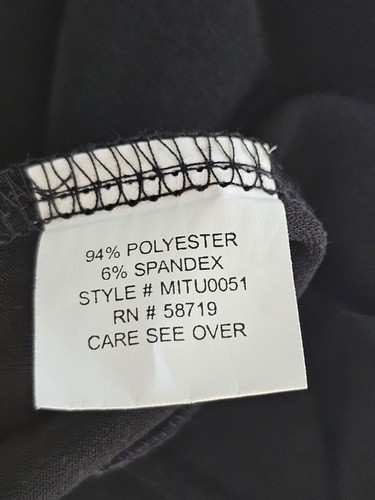 94% POLYESTER
6% SPANDEX
STYLE # MITU0051
RN # 58719
CARE SEE OVER